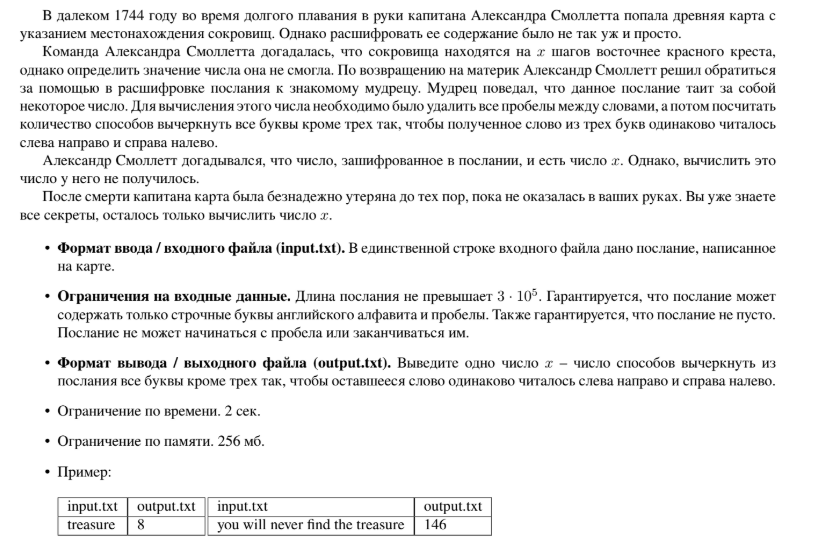 В далеком 1744 году во время долгого плавания в руки капитана Александра Смоллетта попала древняя карта с
указанием местонахождения сокровищ. Однако расшифровать ее содержание было не так уж и просто.
Команда Александра Смоллетта догадалась, что сокровища находятся на x шагов восточнее красного креста,
однако определить значение числа она не смогла. По возвращению на материк Александр Смоллетт решил обратиться
за помощью в расшифровке послания к знакомому мудрецу. Мудрец поведал, что данное послание таит за собой
некоторое число. Для вычисления этого числа необходимо было удалить все пробелы между словами, а потом посчитать
количество способов вычеркнуть все буквы кроме трех так, чтобы полученное слово из трех букв одинаково читалось
слева направо и справа налево.
Александр Смоллетт догадывался, что число, зашифрованное в послании, и есть число x. Однако, вычислить это
число у него не получилось.
После смерти капитана карта была безнадежно утеряна до тех пор, пока не оказалась в ваших руках. Вы уже знаете
все секреты, осталось только вычислить число x.
• Формат ввода / входного файла (input.txt). В единственной строке входного файла дано послание, написанное
на карте.
• Ограничения на входные данные. Длина послания не превышает 3 · 10⁵. Гарантируется, что послание может
содержать только строчные буквы английского алфавита и пробелы. Также гарантируется, что послание не пусто.
Послание не может начинаться с пробела или заканчиваться им.
• Формат вывода / выходного файла (output.txt). Выведите одно число x – число способов вычеркнуть из
послания все буквы кроме трех так, чтобы оставшееся слово одинаково читалось слева направо и справа налево.
• Ограничение по времени. 2 сек.
• Ограничение по памяти. 256 мб.
• Пример:
input.txt output.txt input.txt output.txt
treasure 8 you will never find the treasure 146